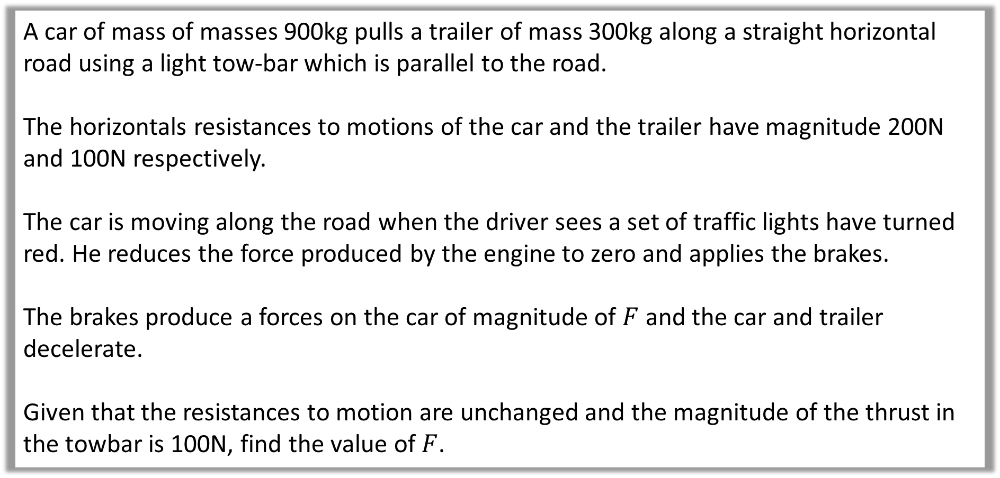 A car of mass of masses 900kg pulls a trailer of mass 300kg along a straight horizontal
road using a light tow-bar which is parallel to the road.
The horizontals resistances to motions of the car and the trailer have magnitude 200N
and 100N respectively.
The car is moving along the road when the driver sees a set of traffic lights have turned
red. He reduces the force produced by the engine to zero and applies the brakes.
The brakes produce a forces on the car of magnitude of F and the car and trailer
decelerate.
Given that the resistances to motion are unchanged and the magnitude of the thrust in
the towbar is 100N, find the value of F.